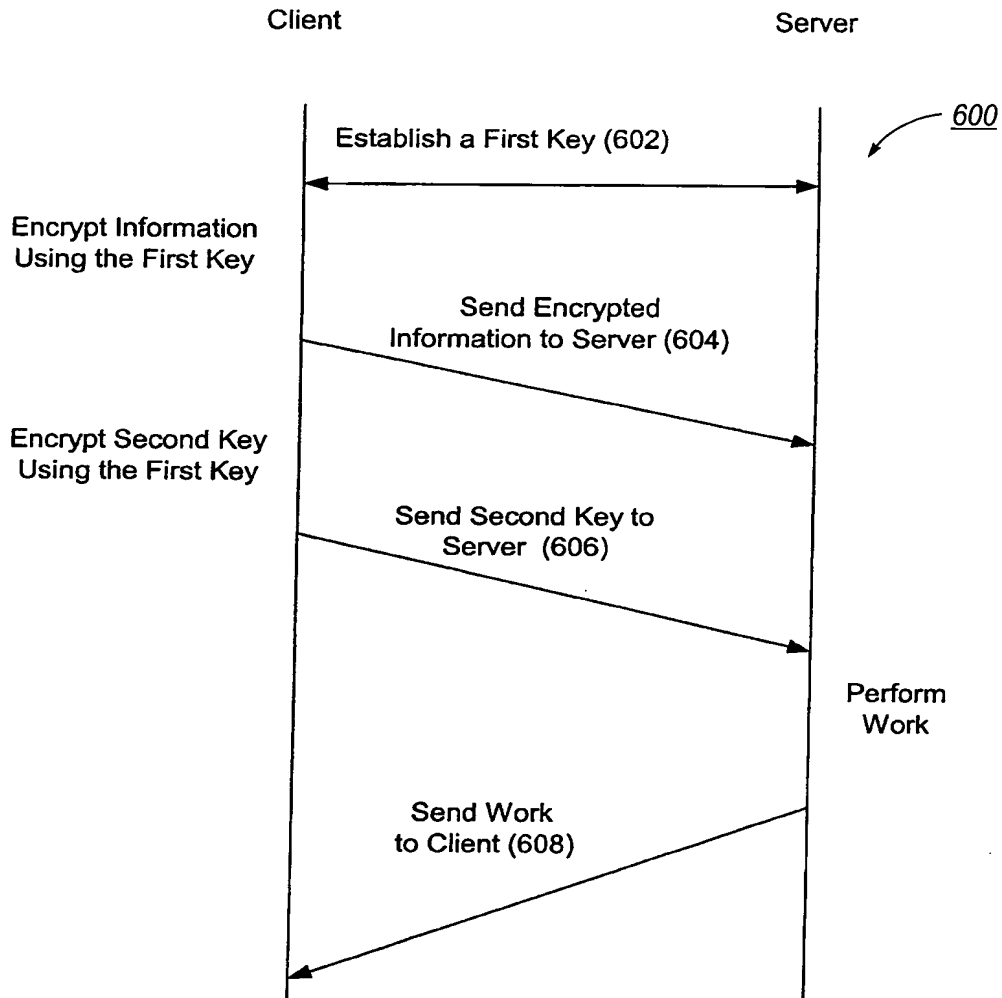 Client
Server
600
Establish a First Key (602)
Encrypt Information
Using the First Key
Send Encrypted
Information to Server (604)
Encrypt Second Key
Using the First Key
Send Second Key to
Server (606)
Perform
Work
Send Work
to Client (608)